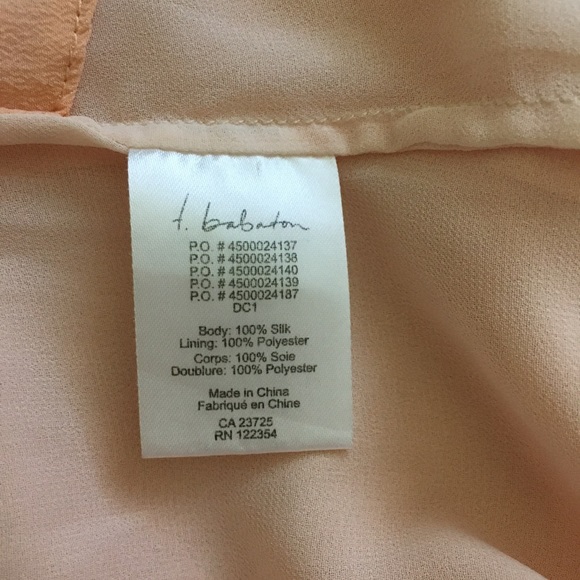 t. babaton
P.O. # 4500024137
P.O. # 4500024138
P.O. # 4500024140
P.O. # 4500024139
P.O. # 4500024187
DC1
Body: 100% Silk
Lining: 100% Polyester
Corps: 100% Soie
Doublure: 100% Polyester
Made in China
Fabriqué en Chine
CA 23725
RN 122354